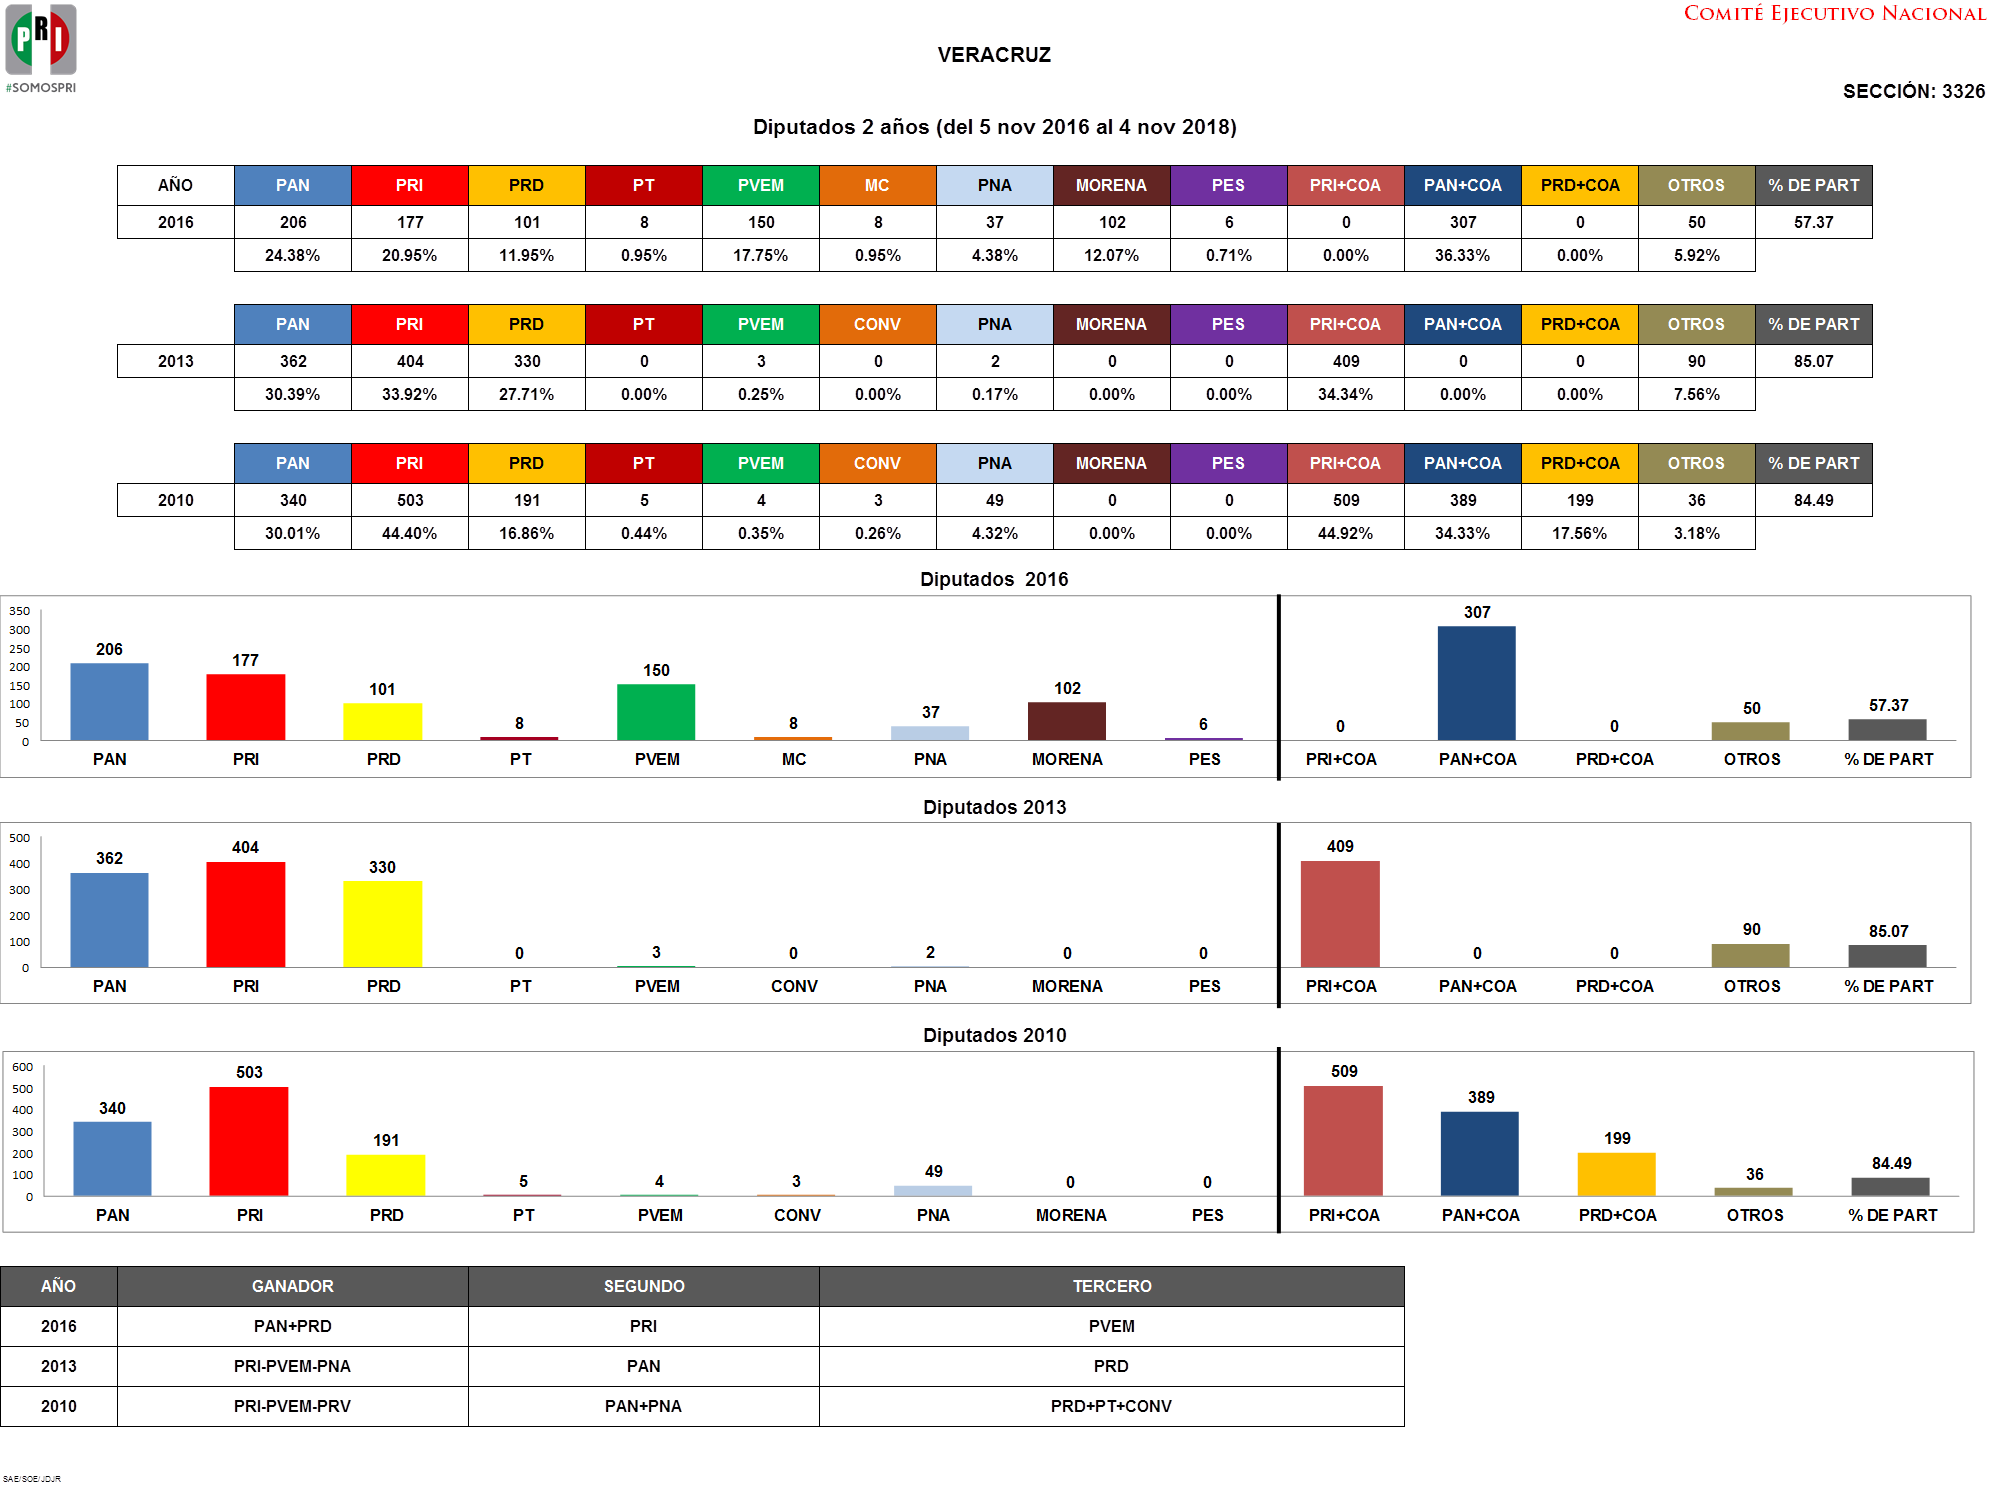 PRI
#SOMOSPRI
COMITÉ EJECUTIVO NACIONAL
VERACRUZ
SECCIÓN: 3326
Diputados 2 años (del 5 nov 2016 al 4 nov 2018)
AÑO PAN PRI PRD PT PVEM MC PNA MORENA PES PRI+COA PAN+COA PRD+COA OTROS % DE PART
2016 206 177 101 8 150 8 37 102 6 0 307 0 50 57.37
24.38% 20.95% 11.95% 0.95% 17.75% 0.95% 4.38% 12.07% 0.71% 0.00% 36.33% 0.00% 5.92%
PAN PRI PRD PT PVEM CONV PNA MORENA PES PRI+COA PAN+COA PRD+COA OTROS % DE PART
2013 362 404 330 0 3 0 2 0 0 409 0 0 90 85.07
30.39% 33.92% 27.71% 0.00% 0.25% 0.00% 0.17% 0.00% 0.00% 34.34% 0.00% 0.00% 7.56%
PAN PRI PRD PT PVEM CONV PNA MORENA PES PRI+COA PAN+COA PRD+COA OTROS % DE PART
2010 340 503 191 5 4 3 49 0 0 509 389 199 36 84.49
30.01% 44.40% 16.86% 0.44% 0.35% 0.26% 4.32% 0.00% 0.00% 44.92% 34.33% 17.56% 3.18%
Diputados 2016
350
300
250
200
150
100
50
0
206 177 101 8 150 8 37 102 6 0 307 0 50 57.37
PAN PRI PRD PT PVEM MC PNA MORENA PES PRI+COA PAN+COA PRD+COA OTROS % DE PART
Diputados 2013
500
400
300
200
100
0
362 404 330 0 3 0 2 0 0 409 0 0 90 85.07
PAN PRI PRD PT PVEM CONV PNA MORENA PES PRI+COA PAN+COA PRD+COA OTROS % DE PART
Diputados 2010
600
500
400
300
200
100
0
340 503 191 5 4 3 49 0 0 509 389 199 36 84.49
PAN PRI PRD PT PVEM CONV PNA MORENA PES PRI+COA PAN+COA PRD+COA OTROS % DE PART
AÑO GANADOR SEGUNDO TERCERO
2016 PAN+PRD PRI PVEM
2013 PRI-PVEM-PNA PAN PRD
2010 PRI-PVEM-PRV PAN+PNA PRD+PT+CONV
SAE/SOE/JDJR